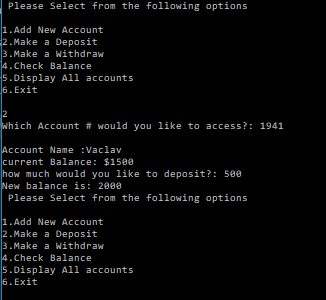 Please Select from the following options
1.Add New Account
2.Make a Deposit
3.Make a Withdraw
4.Check Balance
5.Display All accounts
6.Exit
2
Which Account # would you like to access?: 1941
Account Name :Vaclav
current Balance: $1500
how much would you like to deposit?: 500
New balance is: 2000
Please Select from the following options
1.Add New Account
2.Make a Deposit
3.Make a Withdraw
4.Check Balance
5.Display All accounts
6.Exit